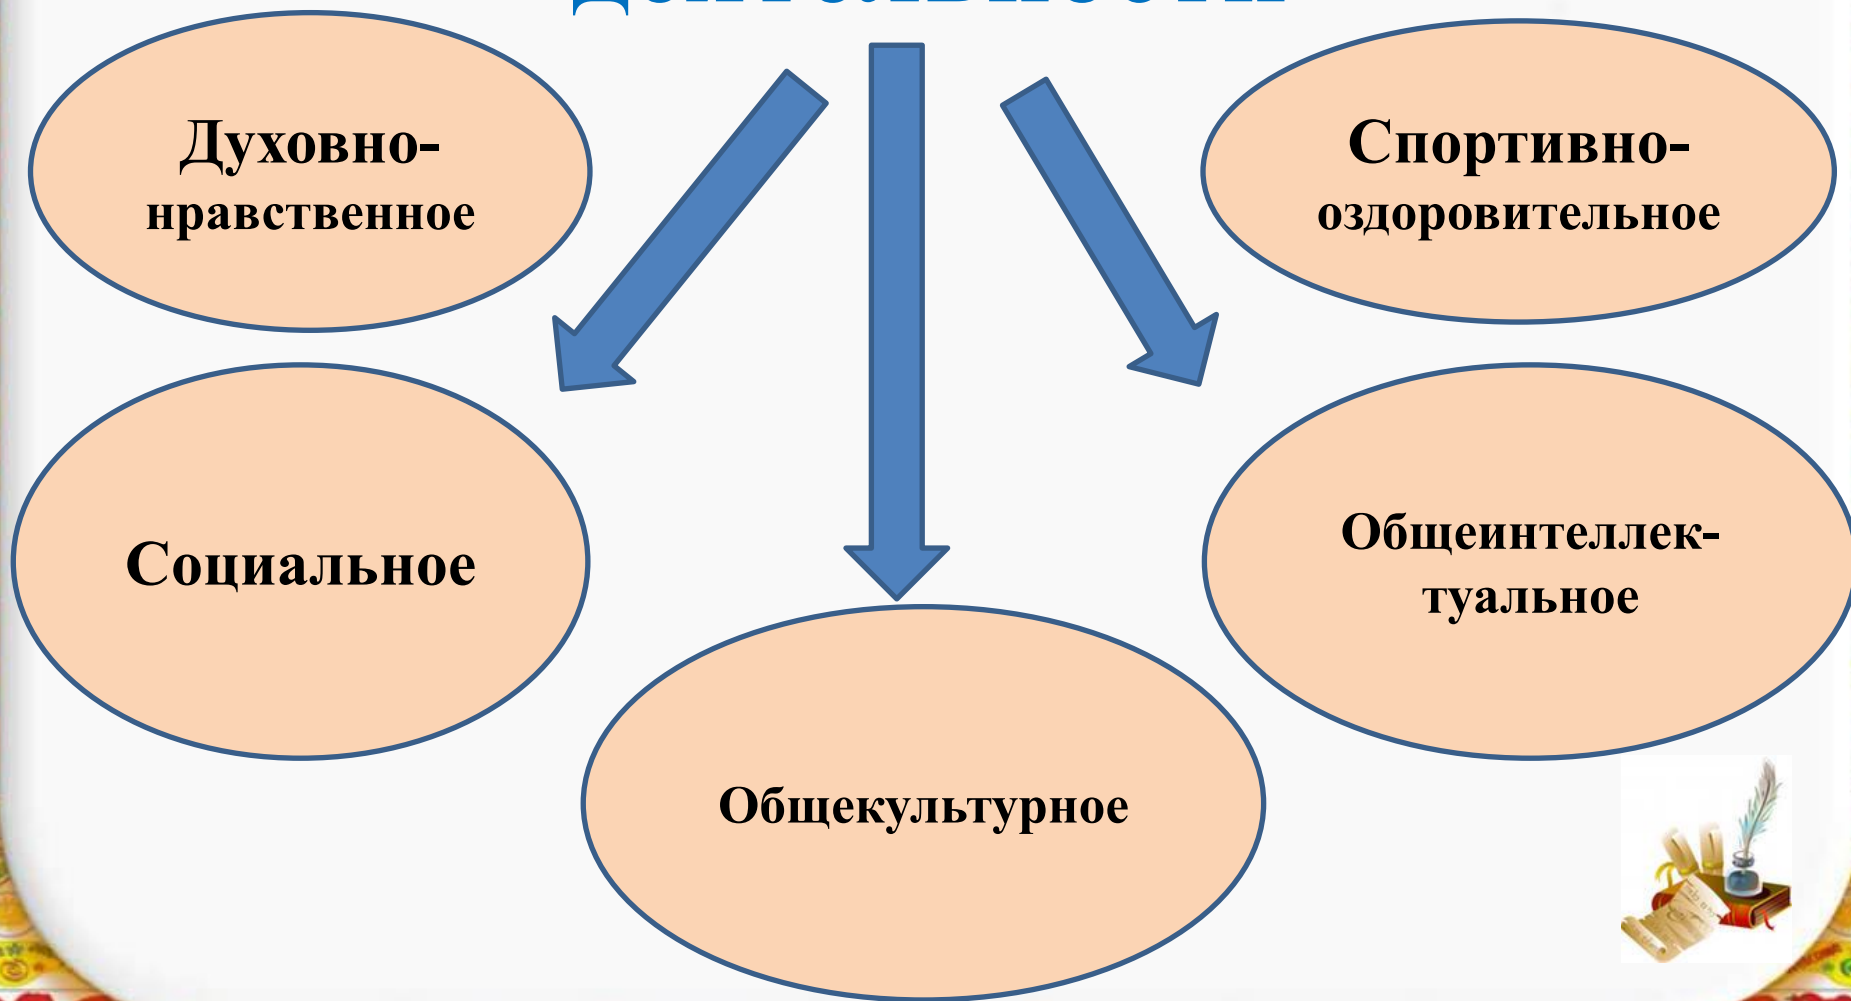 Духовно-
нравственное
Спортивно-
оздоровительное
Социальное
Общеинтеллек-
туальное
Общекультурное